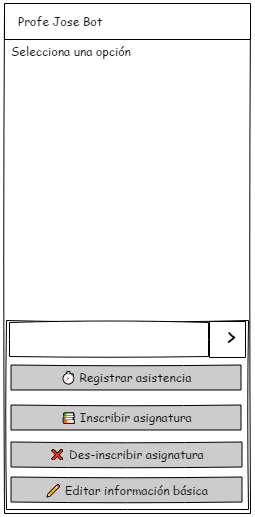 Profe Jose Bot
Selecciona una opción
>
Registrar asistencia
Inscribir asignatura
Des-inscribir asignatura
Editar información básica